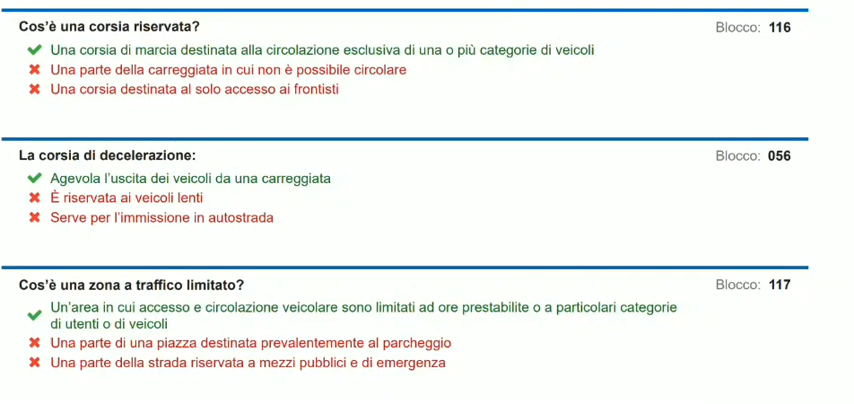 Cos'è una corsia riservata? Blocco: 116
Una corsia di marcia destinata alla circolazione esclusiva di una o più categorie di veicoli
Una parte della carreggiata in cui non è possibile circolare
Una corsia destinata al solo accesso ai frontisti
La corsia di decelerazione: Blocco: 056
Agevola l'uscita dei veicoli da una carreggiata
È riservata ai veicoli lenti
Serve per l'immissione in autostrada
Cos'è una zona a traffico limitato? Blocco: 117
Un'area in cui accesso e circolazione veicolare sono limitati ad ore prestabilite o a particolari categorie
di utenti o di veicoli
Una parte di una piazza destinata prevalentemente al parcheggio
Una parte della strada riservata a mezzi pubblici e di emergenza